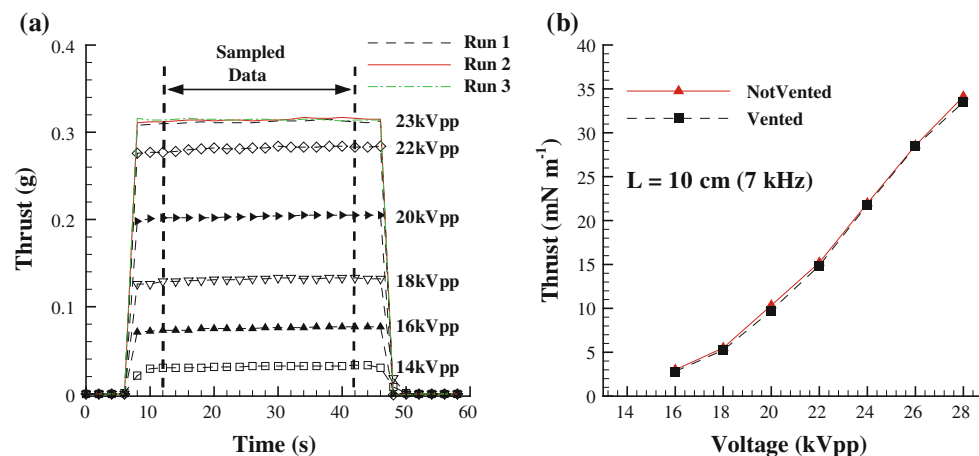 (a)
0.4
0.3
0.2
0.1
0
Thrust (g)
0 10 20 30 40 50 60
Time (s)
Sampled
Data
Run 1
Run 2
Run 3
23kVpp
22kVpp
20kVpp
18kVpp
16kVpp
14kVpp
(b)
40
35
30
25
20
15
10
5
0
Thrust (mN m⁻¹)
NotVented
Vented
L = 10 cm (7 kHz)
14 16 18 20 22 24 26 28
Voltage (kVpp)